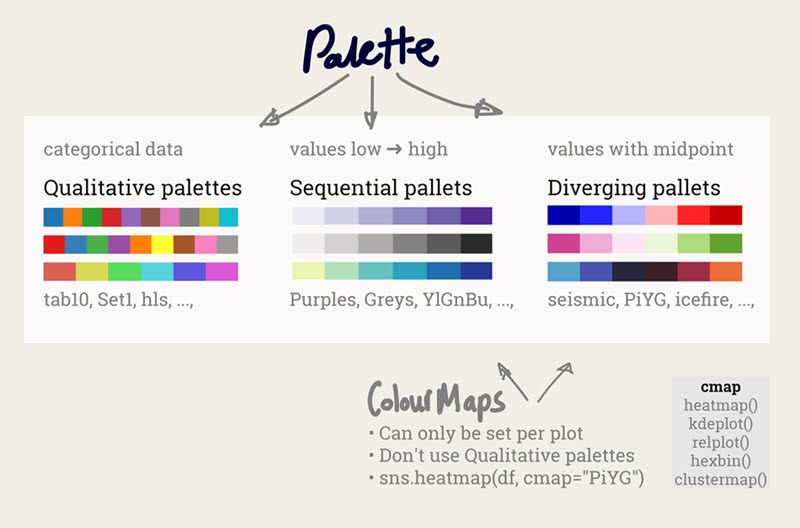 Palette
categorical data
Qualitative palettes
tab10, Set1, hls, ...,
values low → high
Sequential pallets
Purples, Greys, YlGnBu, ...,
values with midpoint
Diverging pallets
seismic, PiYG, icefire, ...,
ColourMaps
• Can only be set per plot
• Don't use Qualitative palettes
• sns.heatmap(df, cmap="PiYG")
cmap
heatmap()
kdeplot()
relplot()
hexbin()
clustermap()